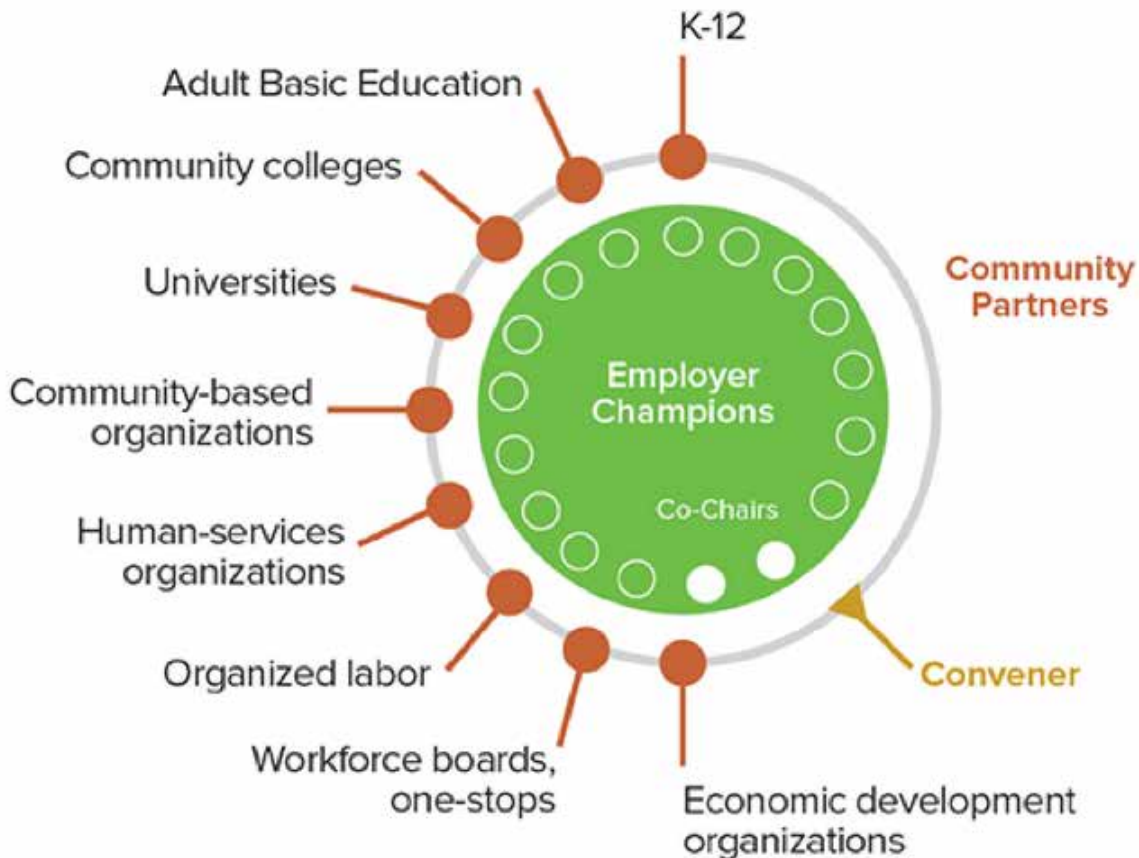 K-12
Adult Basic Education
Community colleges
Universities
Community-based
organizations
Human-services
organizations
Organized labor
Workforce boards,
one-stops
Economic development
organizations
Community
Partners
Employer
Champions
Co-Chairs
Convener